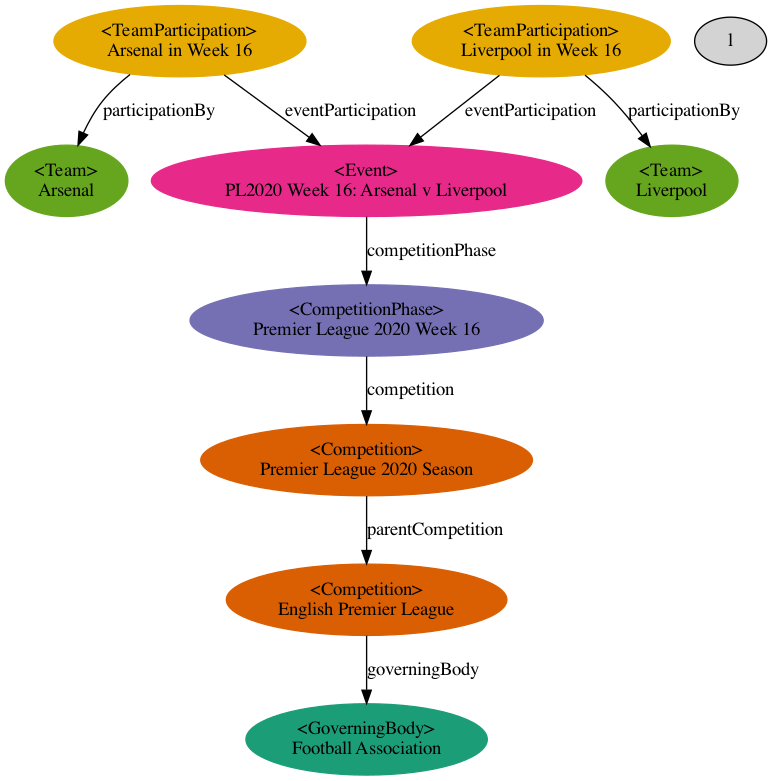 <TeamParticipation>
Arsenal in Week 16
<TeamParticipation>
Liverpool in Week 16
1
participationBy
eventParticipation
eventParticipation
participationBy
<Team>
Arsenal
<Event>
PL2020 Week 16: Arsenal v Liverpool
<Team>
Liverpool
competitionPhase
<CompetitionPhase>
Premier League 2020 Week 16
competition
<Competition>
Premier League 2020 Season
parentCompetition
<Competition>
English Premier League
governingBody
<GoverningBody>
Football Association